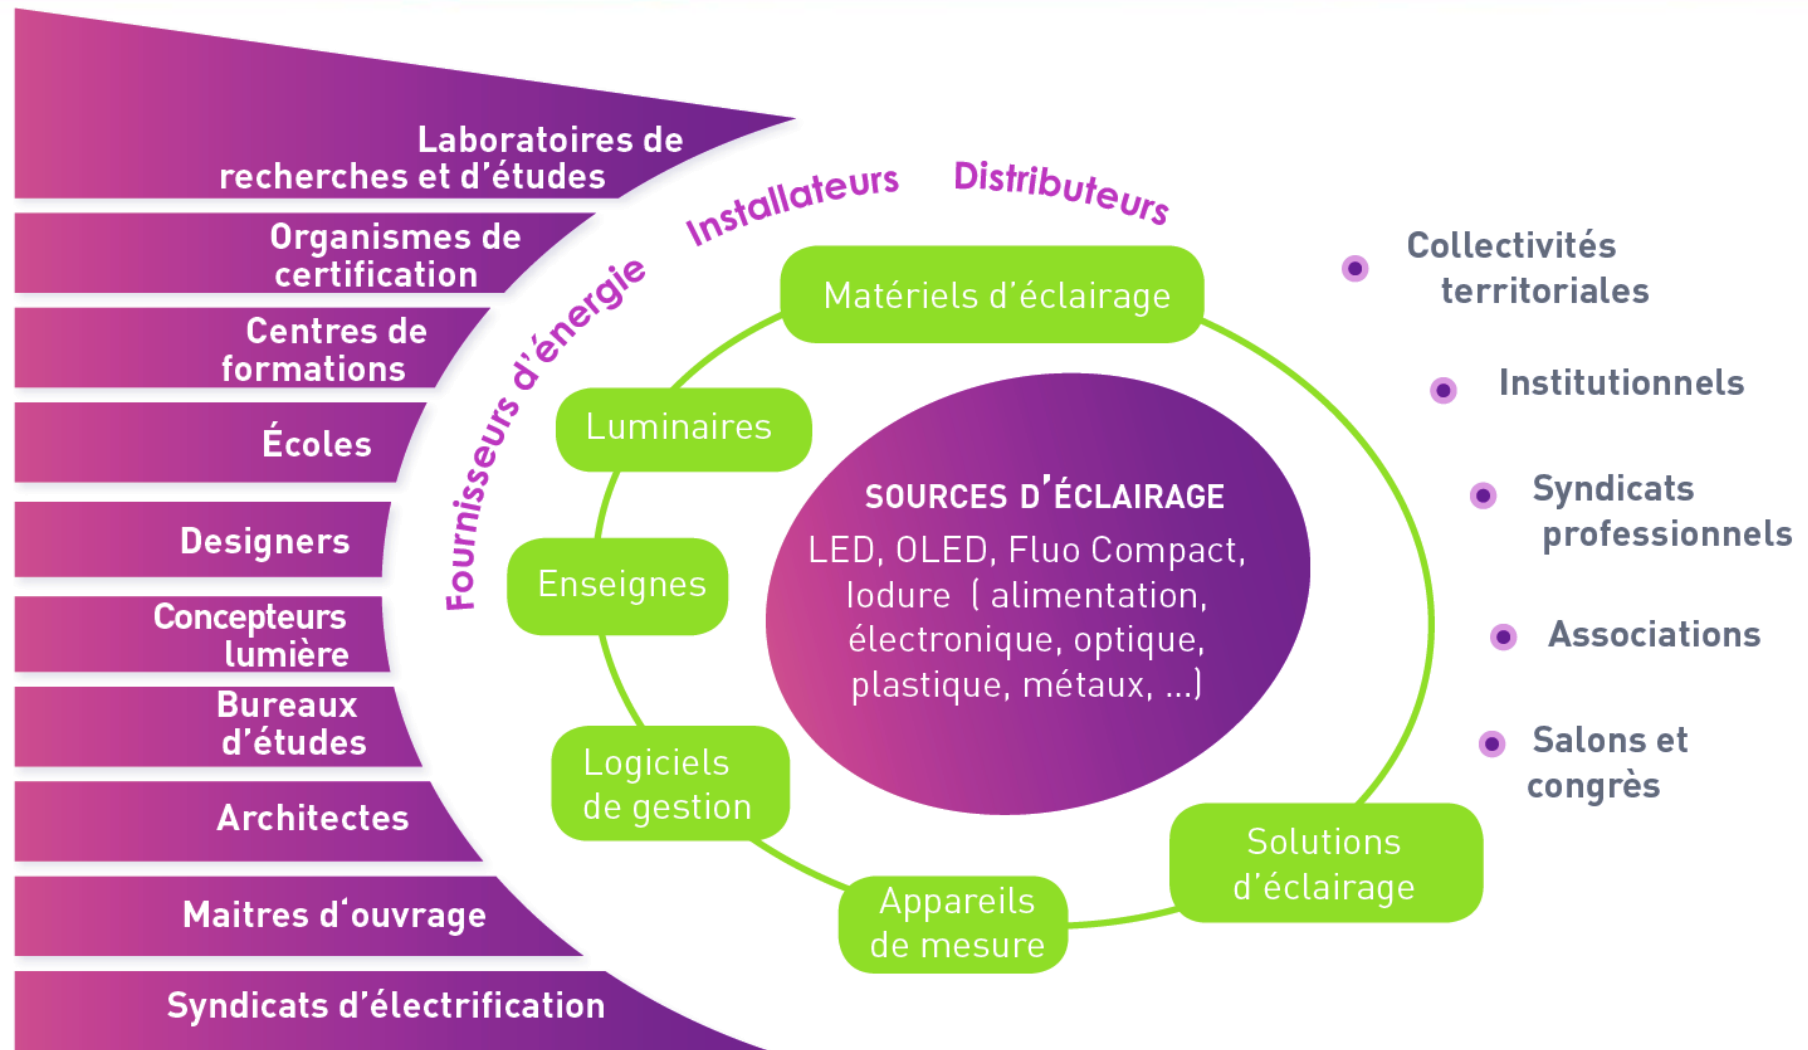 Laboratoires de
recherches et d'études
Organismes de
certification
Centres de
formations
Écoles
Designers
Concepteurs
lumière
Bureaux
d'études
Architectes
Maitres d'ouvrage
Syndicats d'électrification
Fournisseurs d'énergie
Installateurs
Distributeurs
Matériels d'éclairage
Luminaires
Enseignes
Logiciels
de gestion
Appareils
de mesure
Solutions
d'éclairage
SOURCES D'ÉCLAIRAGE
LED, OLED, Fluo Compact,
Iodure ( alimentation,
électronique, optique,
plastique, métaux, ...)
Collectivités
territoriales
Institutionnels
Syndicats
professionnels
Associations
Salons et
congrès